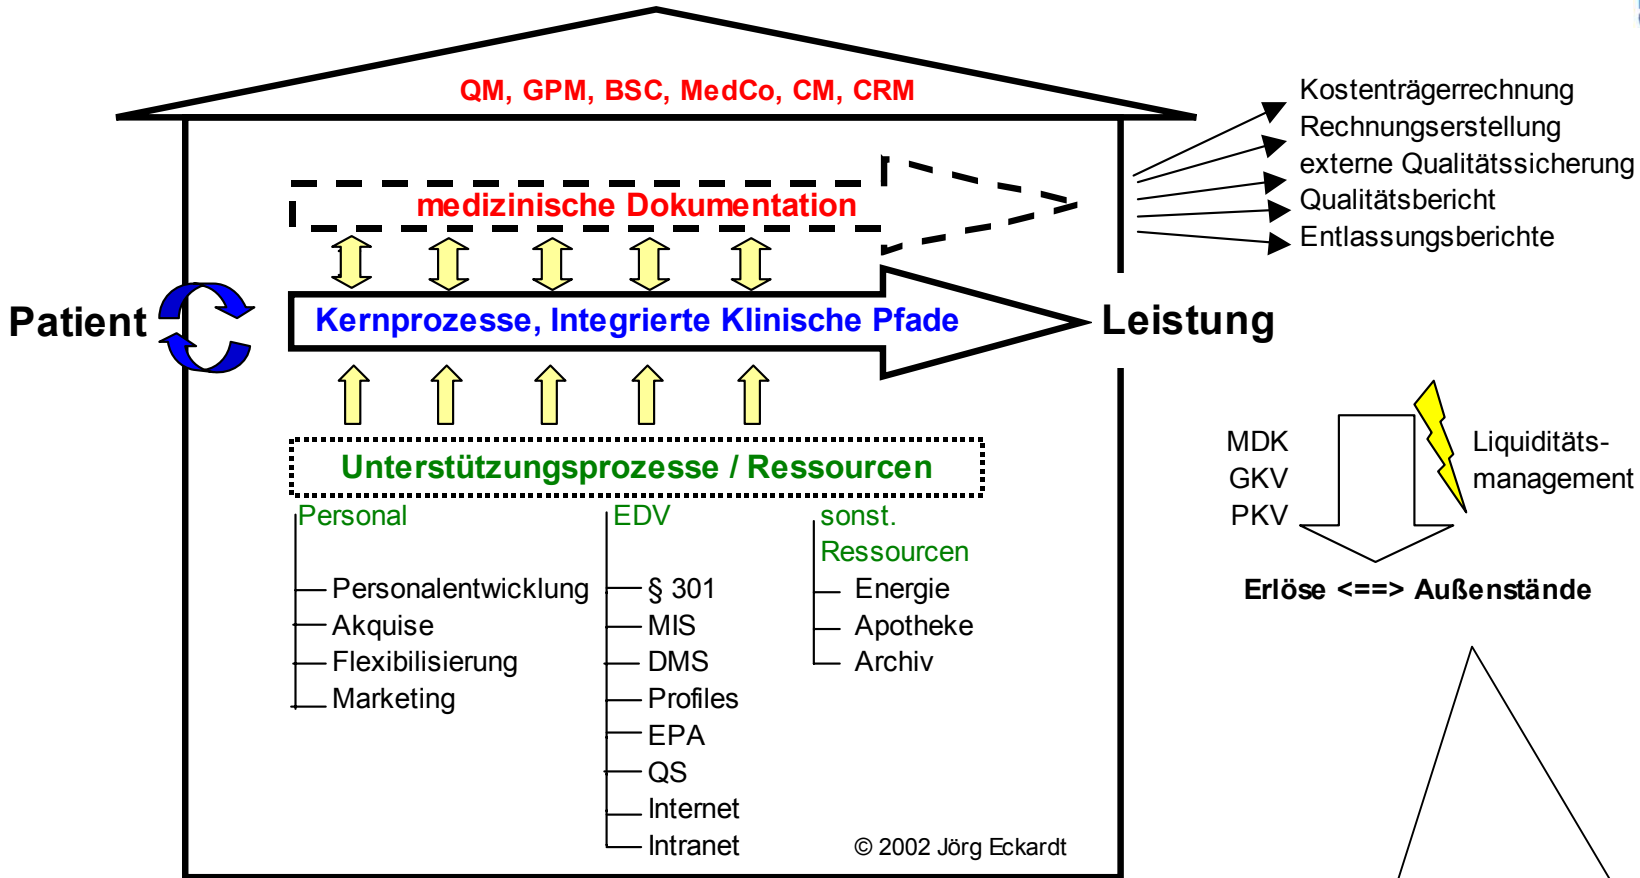 QM, GPM, BSC, MedCo, CM, CRM
Kostenträgerrechnung
Rechnungserstellung
externe Qualitätssicherung
Qualitätsbericht
Entlassungsberichte
medizinische Dokumentation
Patient
Kernprozesse, Integrierte Klinische Pfade
Leistung
Unterstützungsprozesse / Ressourcen
Personal
Personalentwicklung
Akquise
Flexibilisierung
Marketing
EDV
§ 301
MIS
DMS
Profiles
EPA
QS
Internet
Intranet
sonst.
Ressourcen
Energie
Apotheke
Archiv
© 2002 Jörg Eckardt
MDK
GKV
PKV
Liquiditäts-
management
Erlöse <==> Außenstände